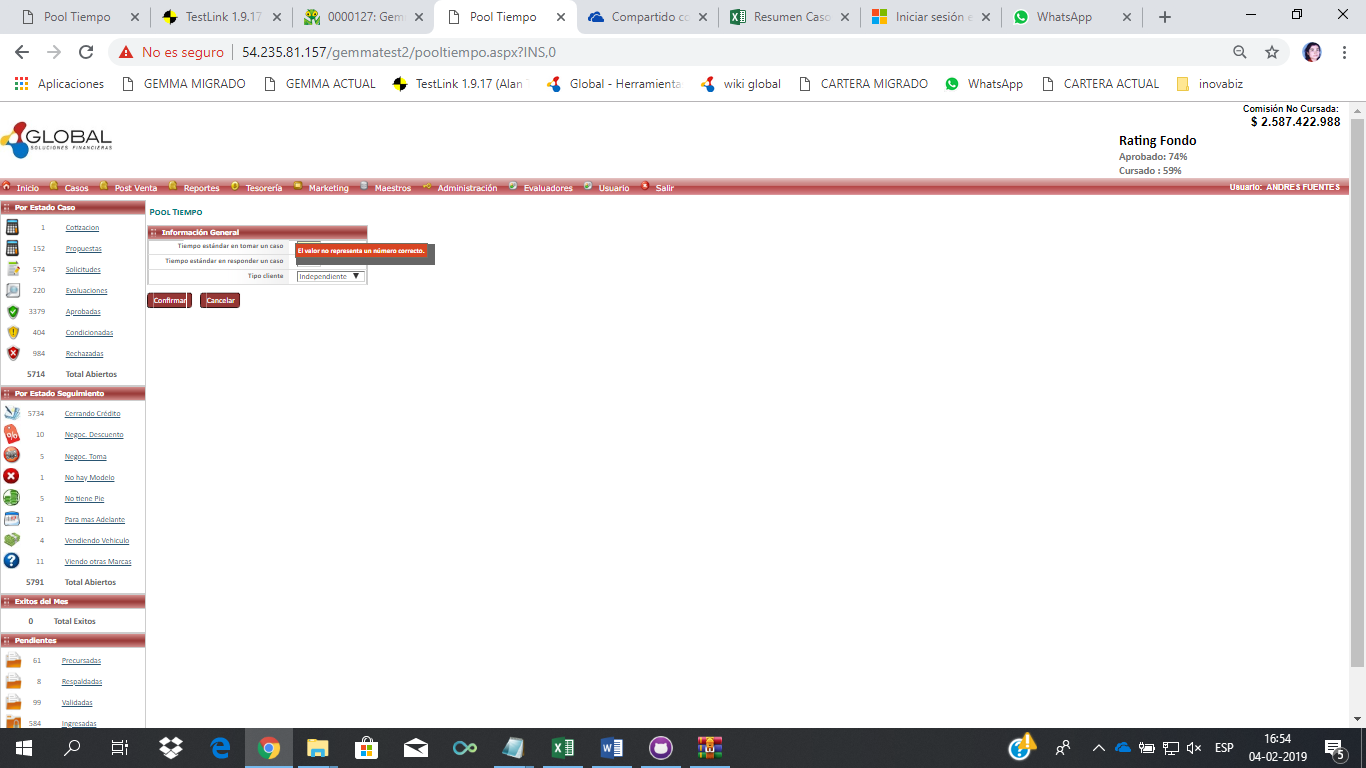 Pool Tiempo
TestLink 1.9.17
0000127: Gem
Pool Tiempo
Compartido co
Resumen Caso
Iniciar sesión e
WhatsApp
No es seguro
54.235.81.157/gemmatest2/pooltiempo.aspx?INS,0
Aplicaciones
GEMMA MIGRADO
GEMMA ACTUAL
TestLink 1.9.17 (Alan
Global - Herramienta
wiki global
CARTERA MIGRADO
WhatsApp
CARTERA ACTUAL
inovabiz
Comisión No Cursada:
$ 2.587.422.988
GLOBAL
SOLUCIONES FINANCIERAS
Rating Fondo
Aprobado: 74%
Cursado : 59%
Inicio
Casos
Post Venta
Reportes
Tesorería
Marketing
Maestros
Administración
Evaluadores
Usuario
Salir
Usuario: ANDRES FUENTES
Por Estado Caso
1 Cotizacion
152 Propuestas
574 Solicitudes
220 Evaluaciones
3379 Aprobadas
404 Condicionadas
984 Rechazadas
5714 Total Abiertos
Por Estado Seguimiento
5734 Cerrando Crédito
10 Negoc. Descuento
5 Negoc. Toma
1 No hay Modelo
5 No tiene Pie
21 Para mas Adelante
4 Vendiendo Vehiculo
11 Viendo otras Marcas
5791 Total Abiertos
Exitos del Mes
0 Total Exitos
Pendientes
61 Precursadas
8 Respaldadas
99 Validadas
584 Ingresadas
POOL TIEMPO
Información General
Tiempo estándar en tomar un caso
El valor no representa un número correcto.
Tiempo estándar en responder un caso
Tipo cliente
Independiente
Confirmar
Cancelar
ESP
16:54
04-02-2019
5